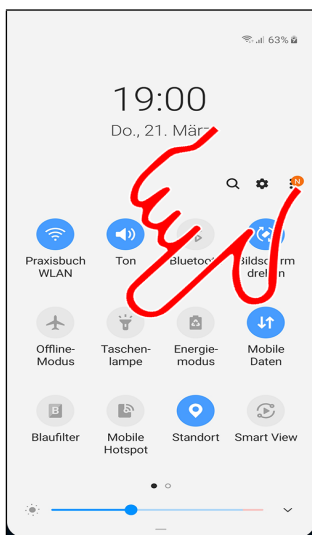 63%
19:00
Do., 21. März
N
Praxisbuch WLAN
Ton
Bluetooth
Bildschirm drehen
Offline-
Modus
Taschen-
lampe
Energie-
modus
Mobile
Daten
B
Blaufilter
Mobile
Hotspot
Standort
Smart View